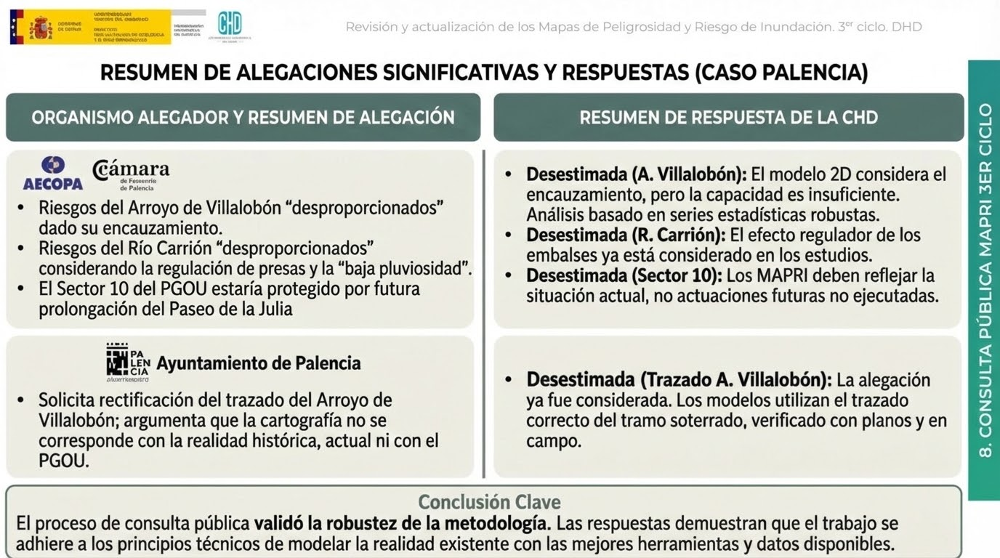 CHD
Revisión y actualización de los Mapas de Peligrosidad y Riesgo de Inundación. 3er ciclo. DHD
RESUMEN DE ALEGACIONES SIGNIFICATIVAS Y RESPUESTAS (CASO PALENCIA)
ORGANISMO ALEGADOR Y RESUMEN DE ALEGACIÓN
AECOPA
Cámara
de Feseenrie
de Palencia
• Riesgos del Arroyo de Villalobón “desproporcionados”
dado su encauzamiento.
• Riesgos del Río Carrión “desproporcionados”
considerando la regulación de presas y la “baja pluviosidad”.
• El Sector 10 del PGOU estaría protegido por futura
prolongación del Paseo de la Julia
RESUMEN DE RESPUESTA DE LA CHD
• Desestimada (A. Villalobón): El modelo 2D considera el
encauzamiento, pero la capacidad es insuficiente.
Análisis basado en series estadísticas robustas.
• Desestimada (R. Carrión): El efecto regulador de los
embalses ya está considerado en los estudios.
• Desestimada (Sector 10): Los MAPRI deben reflejar la
situación actual, no actuaciones futuras no ejecutadas.
PA
LEN
CIA
Ayuntamiento de Palencia
• Solicita rectificación del trazado del Arroyo de
Villalobón; argumenta que la cartografía no se
corresponde con la realidad histórica, actual ni con el
PGOU.
• Desestimada (Trazado A. Villalobón): La alegación
ya fue considerada. Los modelos utilizan el trazado
correcto del tramo soterrado, verificado con planos y en
campo.
Conclusión Clave
El proceso de consulta pública validó la robustez de la metodología. Las respuestas demuestran que el trabajo se
adhiere a los principios técnicos de modelar la realidad existente con las mejores herramientas y datos disponibles.
8. CONSULTA PÚBLICA MAPRI 3ER CICLO